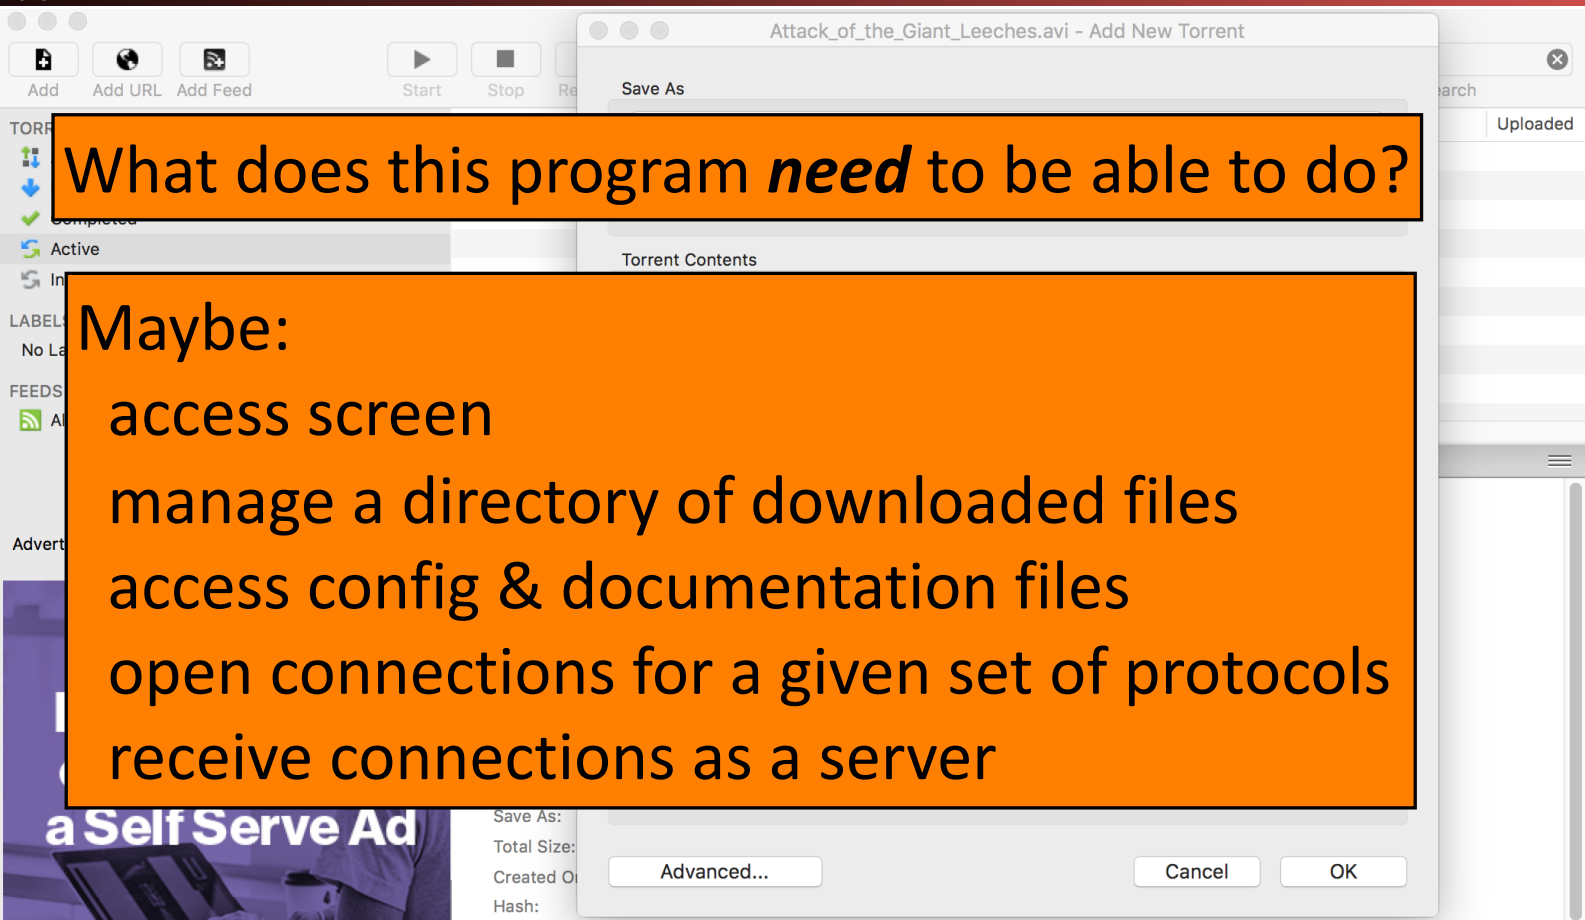 Attack_of_the_Giant_Leeches.avi - Add New Torrent
Add
Add URL
Add Feed
Start
Stop
Save As
Uploaded
What does this program need to be able to do?
Completed
Active
Torrent Contents
Maybe:
access screen
manage a directory of downloaded files
access config & documentation files
open connections for a given set of protocols
receive connections as a server
FEEDS
a Self Serve Ad
Save As:
Total Size:
Created
Hash:
Advanced...
Cancel
OK